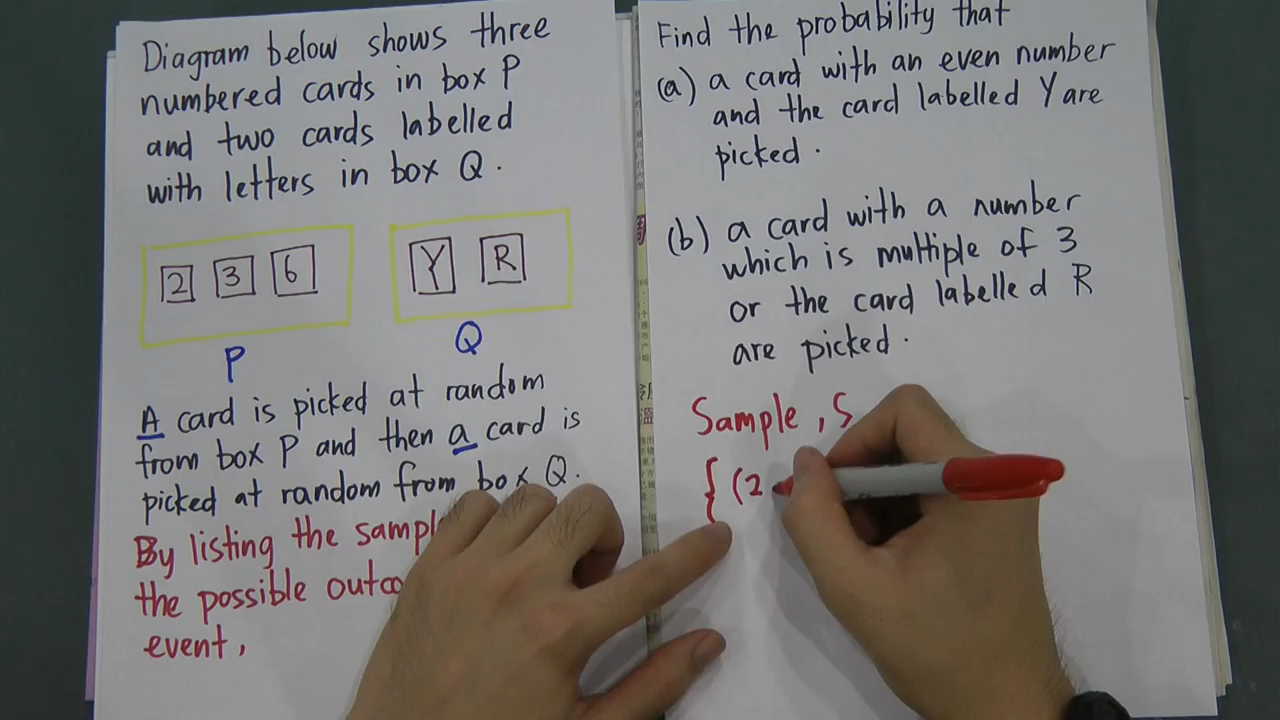 Diagram below shows three
numbered cards in box P
and two cards labelled
with letters in box Q.
2 3 6
Y R
P
Q
A card is picked at random
from box P and then a card is
picked at random from box Q.
By listing the
the possible
event,
Find the probability that
(a) a card with an even number
and the card labelled Y are
picked.
(b) a card with a number
which is multiple of 3
or the card labelled R
are picked.
Sample, S
{ (2